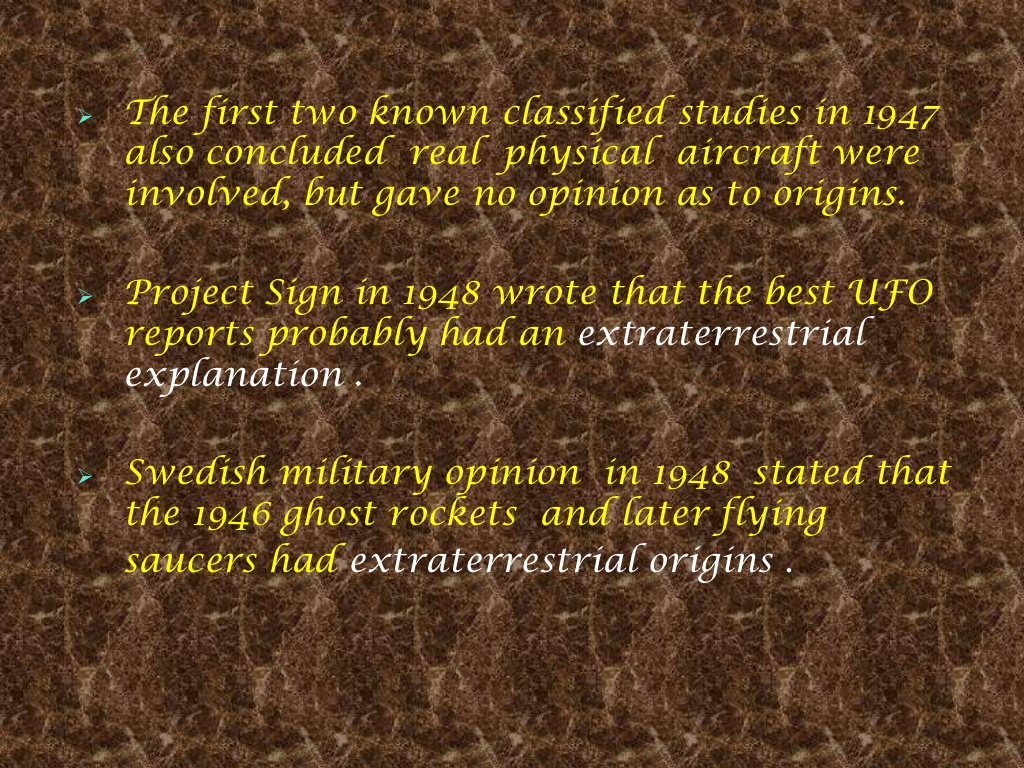 The first two known classified studies in 1947
also concluded real physical aircraft were
involved, but gave no opinion as to origins.
Project Sign in 1948 wrote that the best UFO
reports probably had an extraterrestrial
explanation .
Swedish military opinion in 1948 stated that
the 1946 ghost rockets and later flying
saucers had extraterrestrial origins .